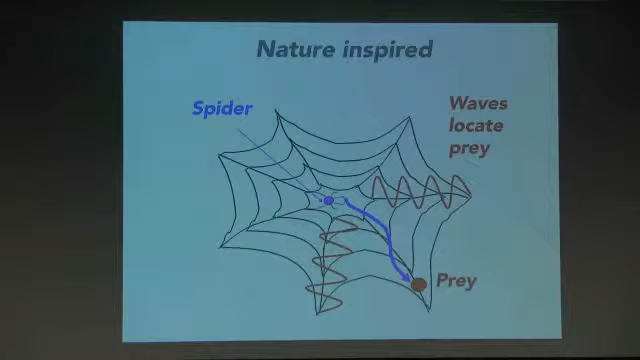 Nature inspired
Spider
Waves
locate
prey
Prey